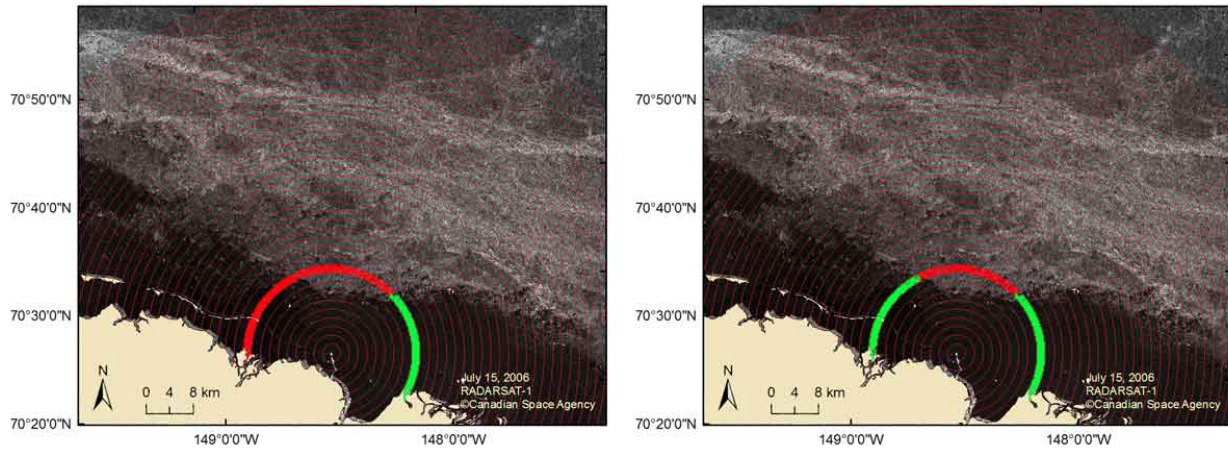 70°50'0"N
70°40'0"N
70°30'0"N
70°20'0"N
N
0 4 8 km
July 15, 2006
RADARSAT-1
©Canadian Space Agency
149°0'0"W
148°0'0"W
70°50'0"N
70°40'0"N
70°30'0"N
70°20'0"N
N
0 4 8 km
July 15, 2006
RADARSAT-1
©Canadian Space Agency
149°0'0"W
148°0'0"W